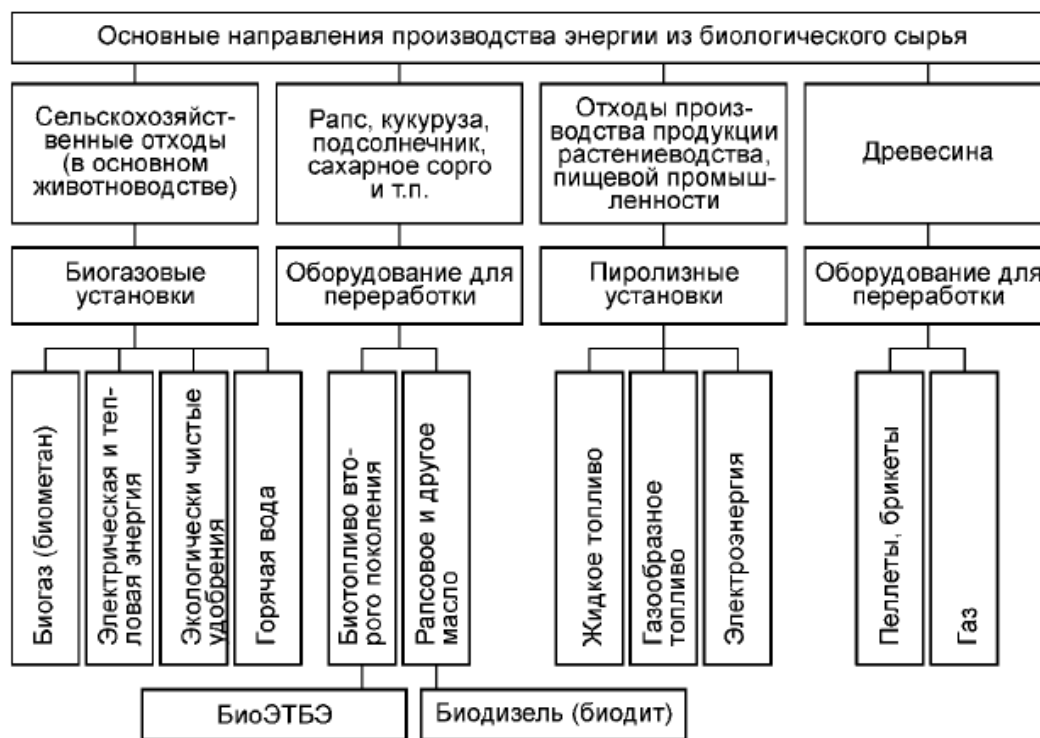 Основные направления производства энергии из биологического сырья
Сельскохозяйст-
венные отходы
(в основном
животноводстве)
Рапс, кукуруза,
подсолнечник,
сахарное сорго
и т.п.
Отходы произ-
водства продукции
растениеводства,
пищевой промыш-
ленности
Древесина
Биогазовые
установки
Оборудование для
переработки
Пиролизные
установки
Оборудование для
переработки
Биогаз (биометан)
Электрическая и теп-
ловая энергия
Экологически чистые
удобрения
Горячая вода
Биотопливо вто-
рого поколения
Рапсовое и другое
масло
Жидкое топливо
Газообразное
топливо
Электроэнергия
Пеллеты, брикеты
Газ
БиоЭТБЭ
Биодизель (биодит)